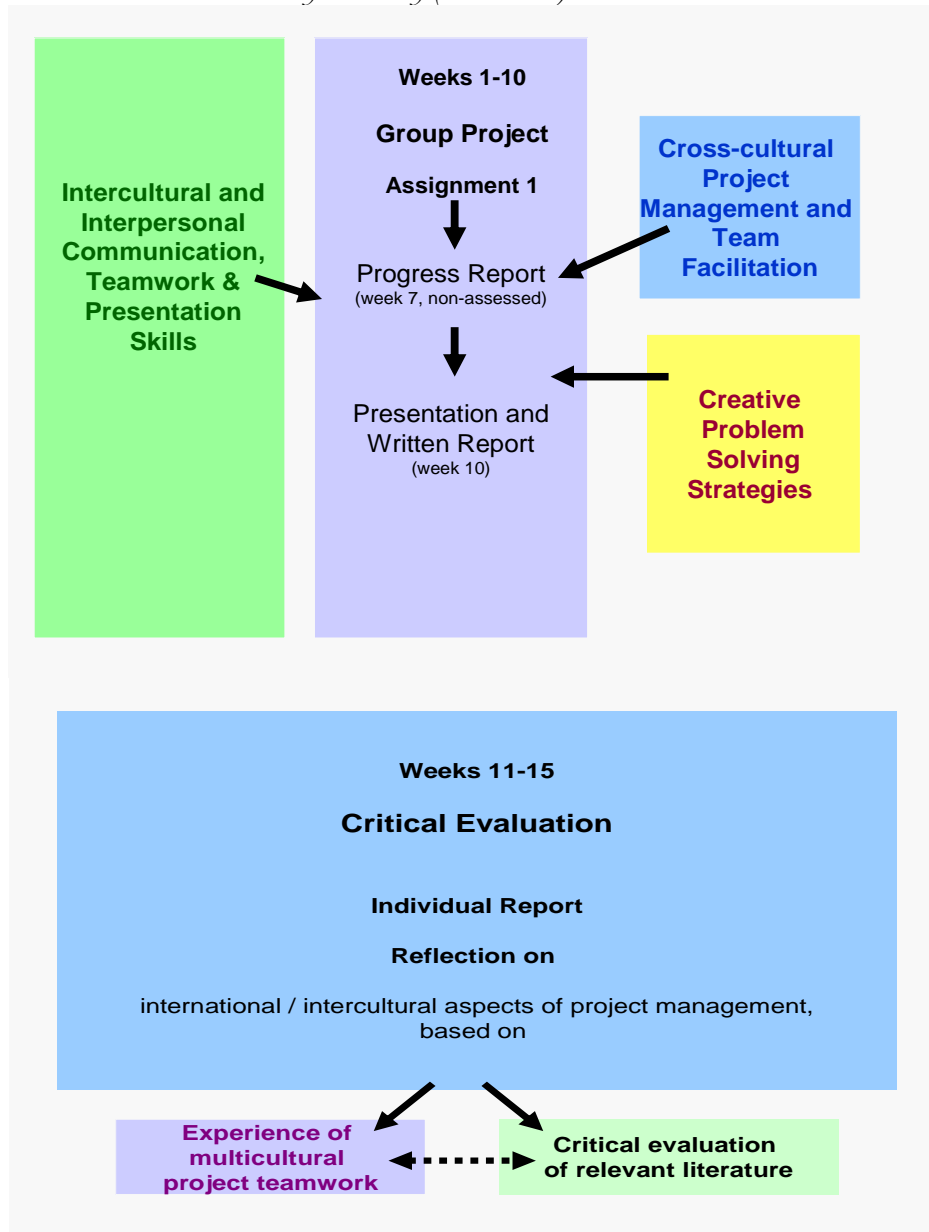 Intercultural and
Interpersonal
Communication,
Teamwork &
Presentation
Skills
Weeks 1-10
Group Project
Assignment 1
Progress Report
(week 7, non-assessed)
Presentation and
Written Report
(week 10)
Cross-cultural
Project
Management and
Team
Facilitation
Creative
Problem
Solving
Strategies
Weeks 11-15
Critical Evaluation
Individual Report
Reflection on
international / intercultural aspects of project management,
based on
Experience of
multicultural
project teamwork
Critical evaluation
of relevant literature